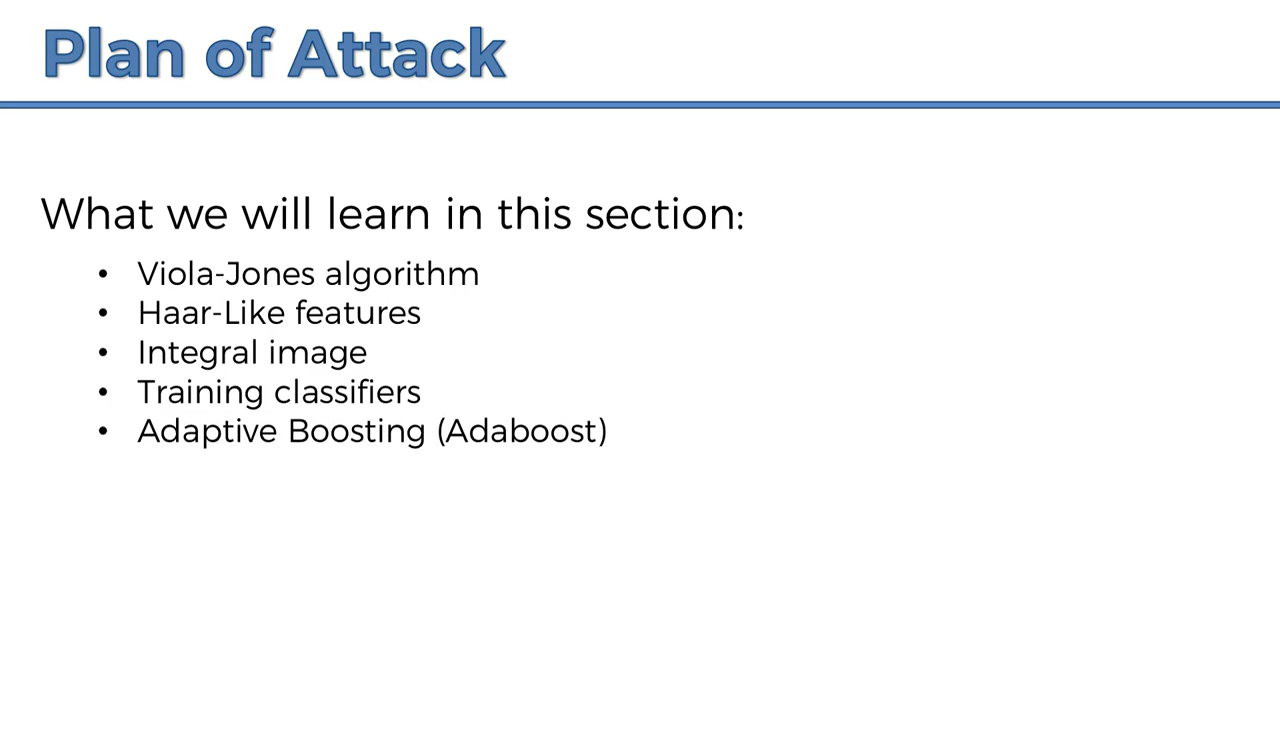 Plan of Attack
What we will learn in this section:
• Viola-Jones algorithm
• Haar-Like features
• Integral image
• Training classifiers
• Adaptive Boosting (Adaboost)